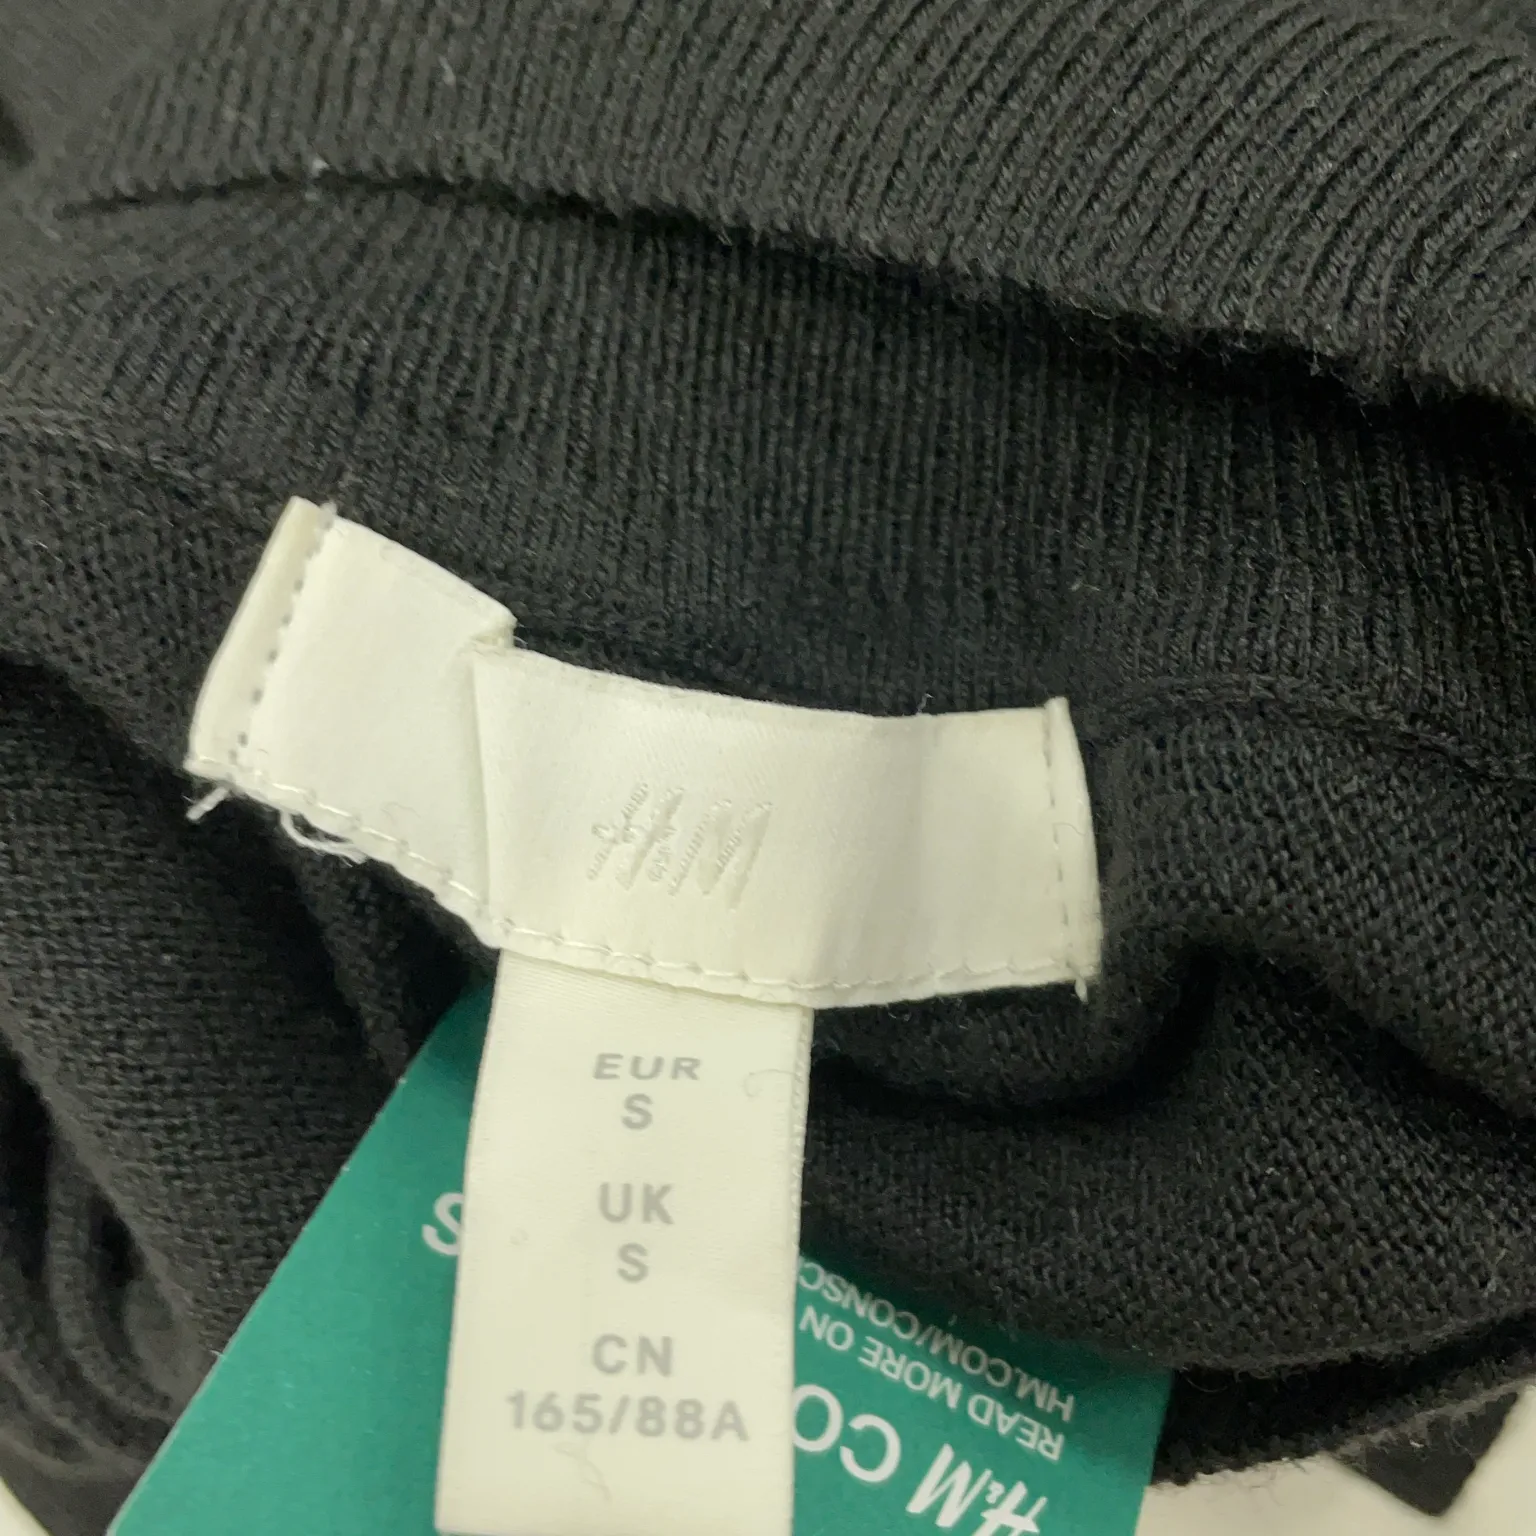 H&M
EUR
S
UK
S
CN
165/88A
S
HM.COM/CONSC
READ MORE ON
H&M CO